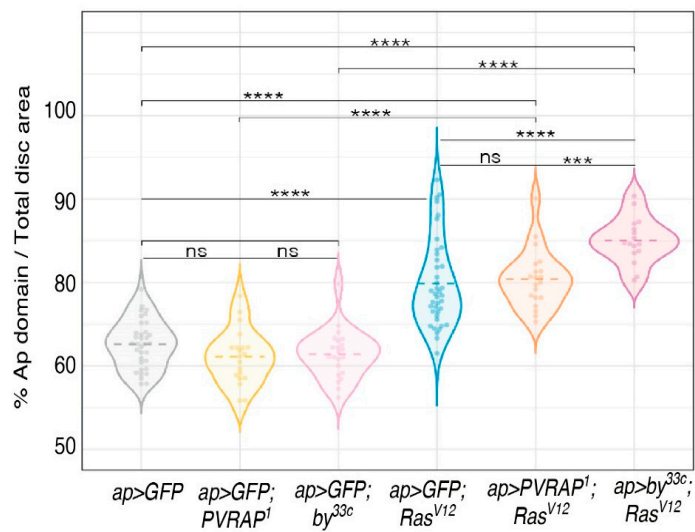 ****
****
****
****
****
ns
***
****
ns
ns
% Ap domain / Total disc area
100
90
80
60
50
ap>GFP
ap>GFP;
PVRAP¹
ap>GFP;
by³³ᶜ
ap>GFP;
Rasⱽ¹²
ap>PVRAP¹;
Rasⱽ¹²
ap>by³³ᶜ;
Rasⱽ¹²